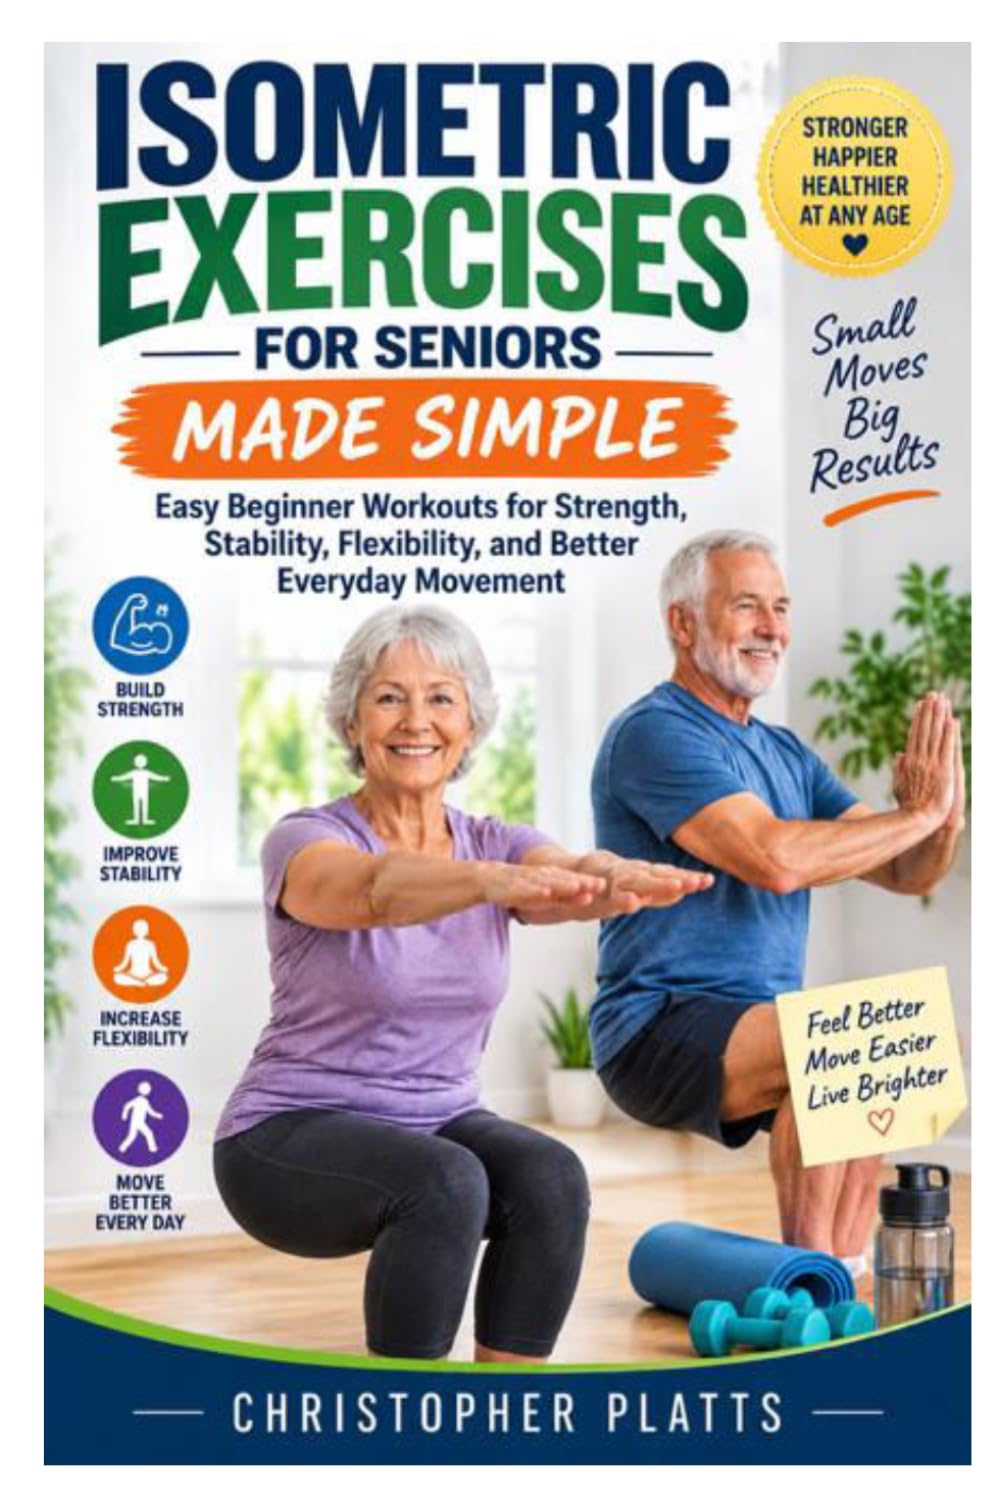 ISOMETRIC
EXERCISES
FOR SENIORS
MADE SIMPLE
Easy Beginner Workouts for Strength,
Stability, Flexibility, and Better
Everyday Movement
STRONGER
HAPPIER
HEALTHIER
AT ANY AGE
Small
Moves
Big
Results
BUILD
STRENGTH
IMPROVE
STABILITY
INCREASE
FLEXIBILITY
MOVE
BETTER
EVERY DAY
Feel Better
Move Easier
Live Brighter
CHRISTOPHER PLATTS